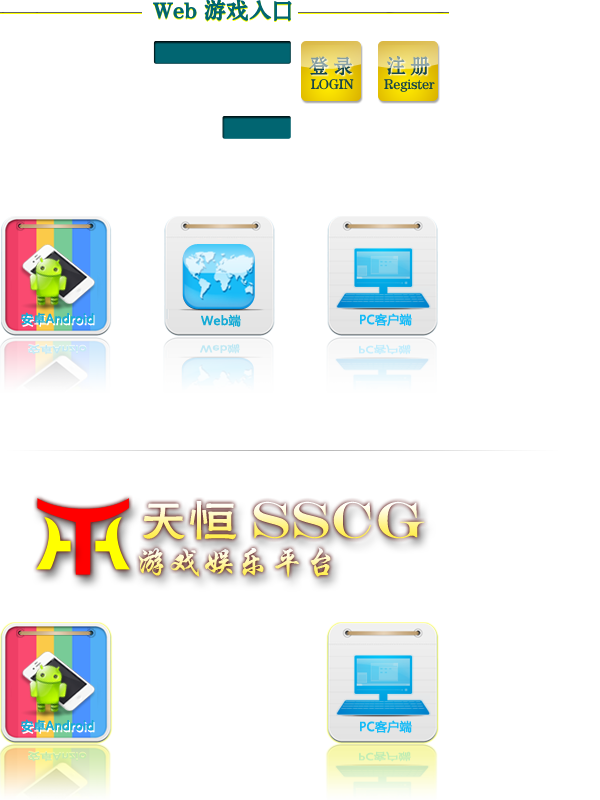 Web 游戏入口
登录
LOGIN
注册
Register
安卓Android
Web端
PC客户端
天恒 SSCG
游戏娱乐平台
安卓Android
PC客户端